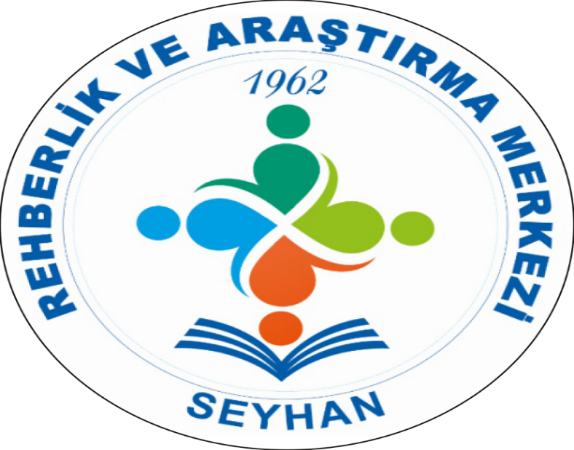 REHBERLİK VE ARAŞTIRMA MERKEZİ
1962
SEYHAN